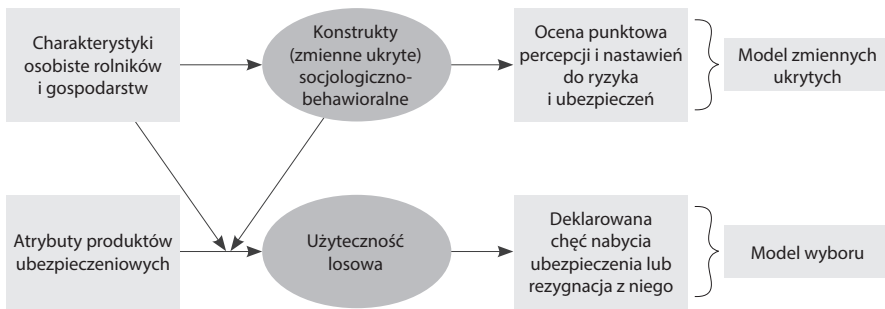 Charakterystyki
osobiste rolników
i gospodarstw
Konstrukty
(zmienne ukryte)
socjologiczno-
behawioralne
Ocena punktowa
percepcji i nastawień
do ryzyka
i ubezpieczeń
Model zmiennych
ukrytych
Atrybuty produktów
ubezpieczeniowych
Użyteczność
losowa
Deklarowana
chęć nabycia
ubezpieczenia lub
rezygnacja z niego
Model wyboru